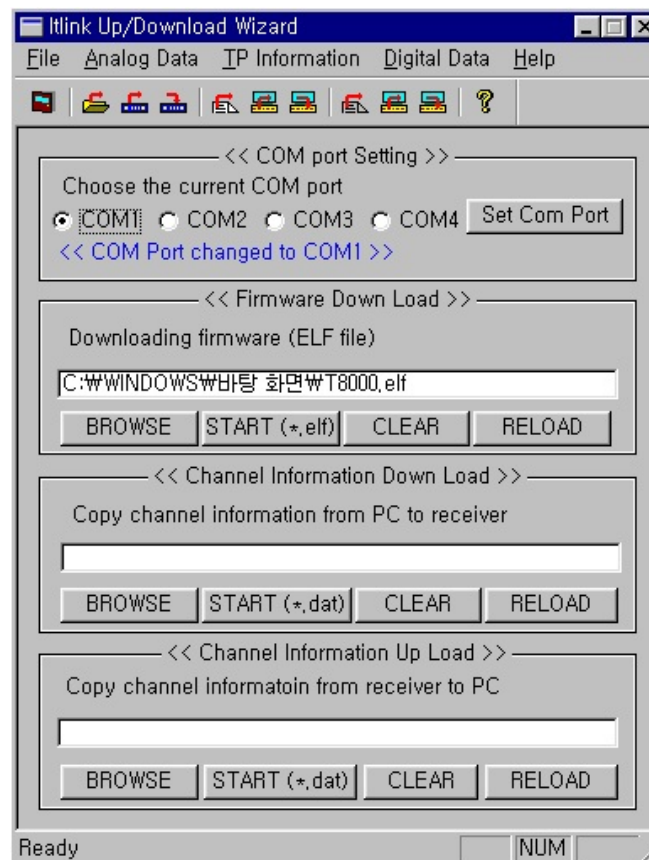 Itlink Up/Download Wizard
File Analog Data TP Information Digital Data Help
<< COM port Setting >>
Choose the current COM port
COM1 COM2 COM3 COM4 Set Com Port
<< COM Port changed to COM1 >>
<< Firmware Down Load >>
Downloading firmware (ELF file)
C:₩WINDOWS₩바탕 화면₩T8000.elf
BROWSE START (*.elf) CLEAR RELOAD
<< Channel Information Down Load >>
Copy channel information from PC to receiver
BROWSE START (*.dat) CLEAR RELOAD
<< Channel Information Up Load >>
Copy channel informatoin from receiver to PC
BROWSE START (*.dat) CLEAR RELOAD
Ready NUM